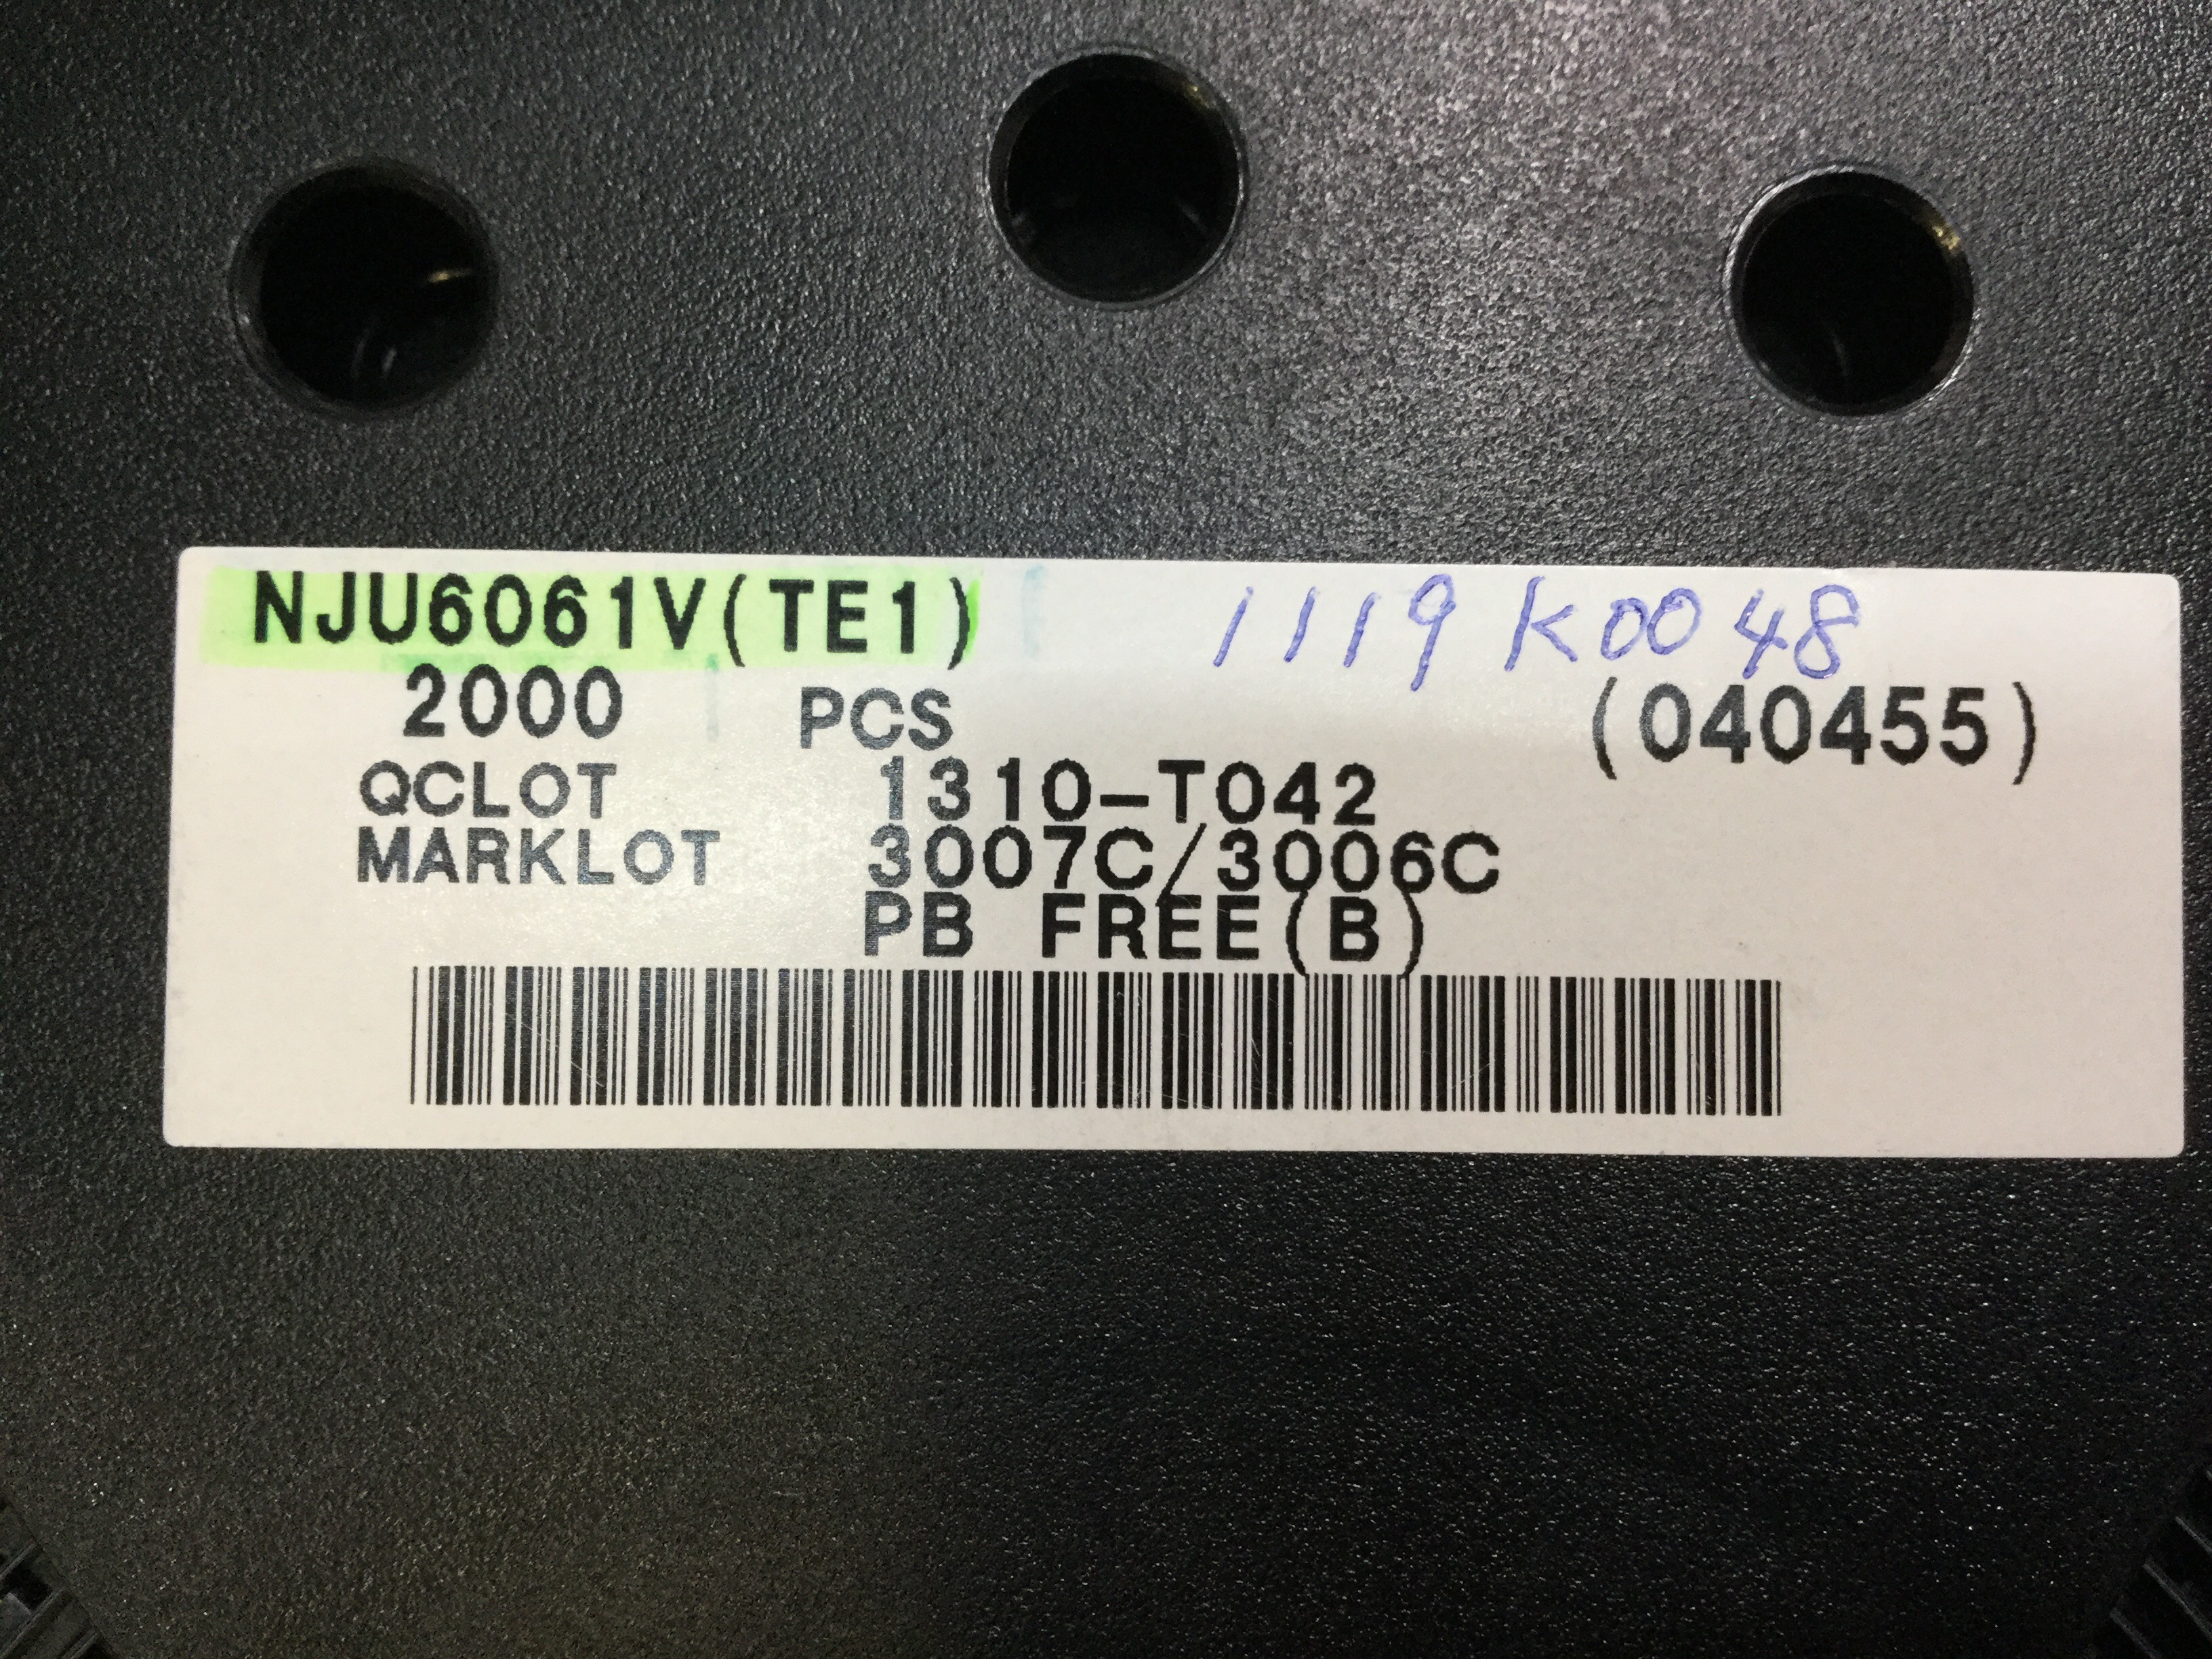 NJU6061V(TE1) 1119K0048
2000 PCS (040455)
QCLOT 1310-T042
MARKLOT 3007C/3006C
PB FREE(B)